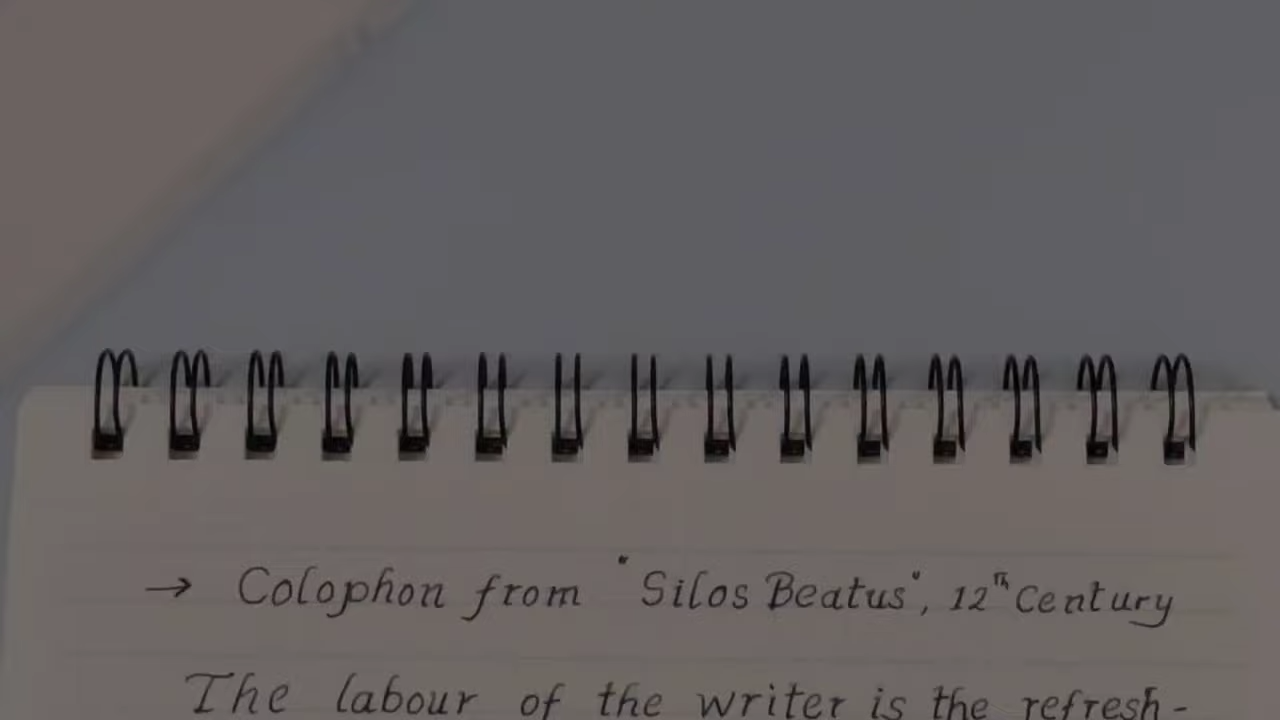 → Colophon from "Silos Beatus", 12th Century
The labour of the writer is the refresh-